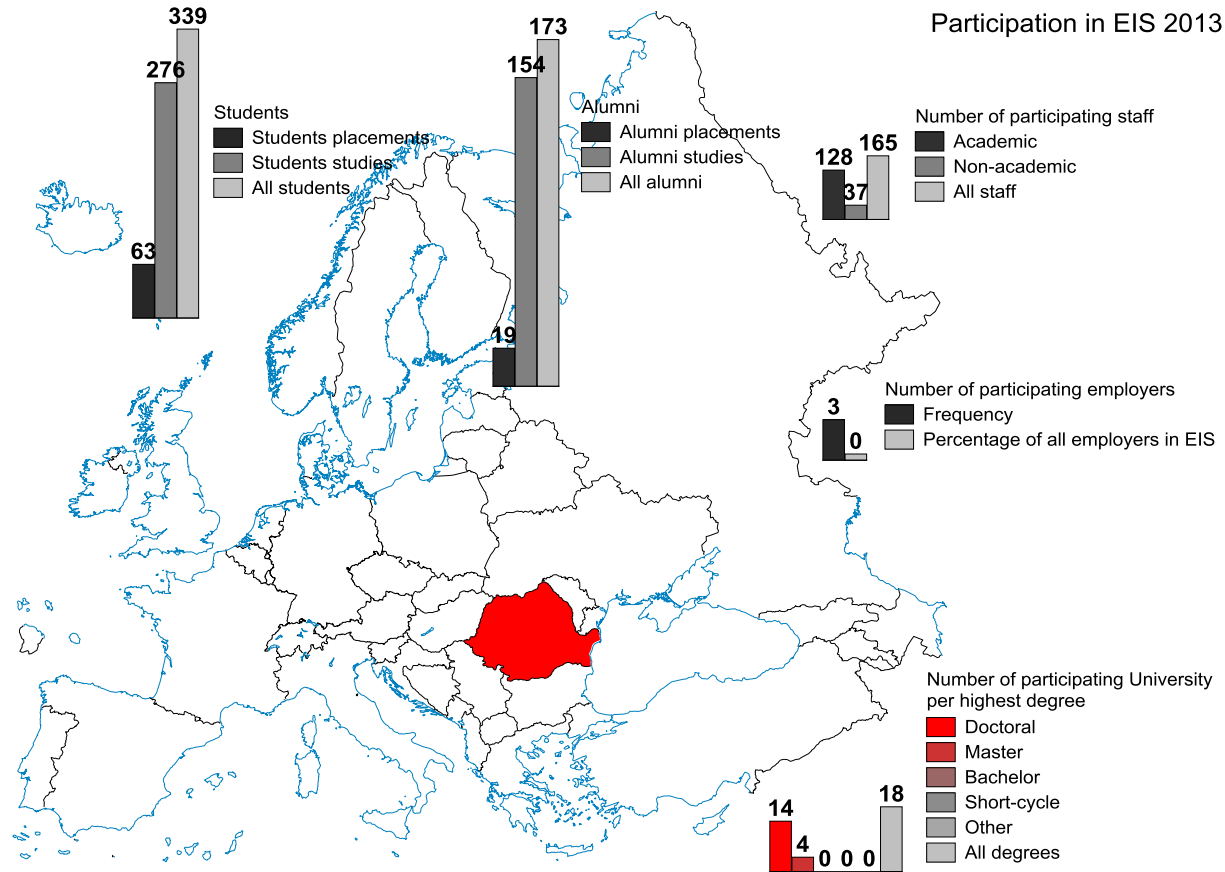 Participation in EIS 2013
339
276
63
Students
Students placements
Students studies
All students
173
154
19
Alumni
Alumni placements
Alumni studies
All alumni
128
37
165
Number of participating staff
Academic
Non-academic
All staff
3
0
Number of participating employers
Frequency
Percentage of all employers in EIS
Number of participating University
per highest degree
Doctoral
Master
Bachelor
Short-cycle
Other
All degrees
14
4
0 0 0
18